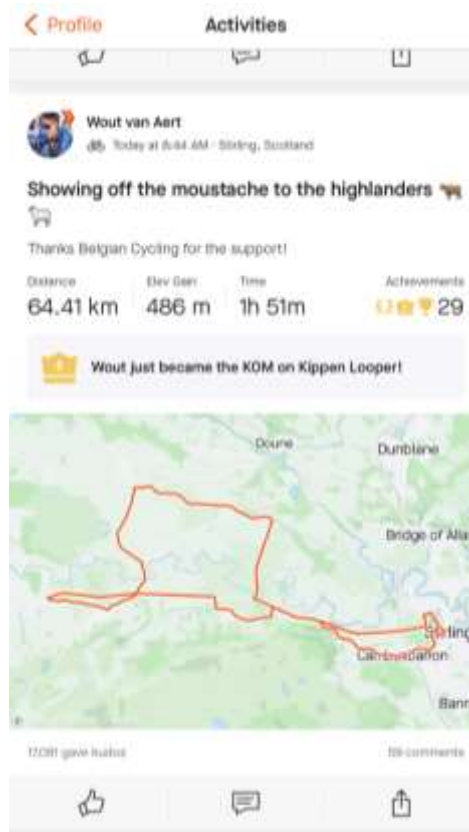 Profile
Activities
Wout van Aert
Today at 8:44 AM · Stirling, Scotland
Showing off the moustache to the highlanders 🐂
🐑
Thanks Belgian Cycling for the support!
Distance Elev Gain Time Achievements
64.41 km 486 m 1h 51m 29
Wout just became the KOM on Kippen Looper!
Doune
Dunblane
Bridge of Alla
Stirling
Bann
gave kudos comments